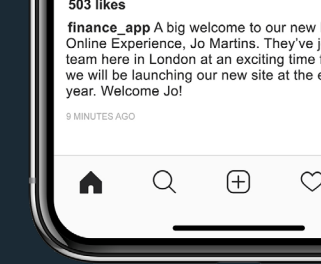 503 likes
finance_app A big welcome to our new
Online Experience, Jo Martins. They've j
team here in London at an exciting time
we will be launching our new site at the e
year. Welcome Jo!
9 MINUTES AGO